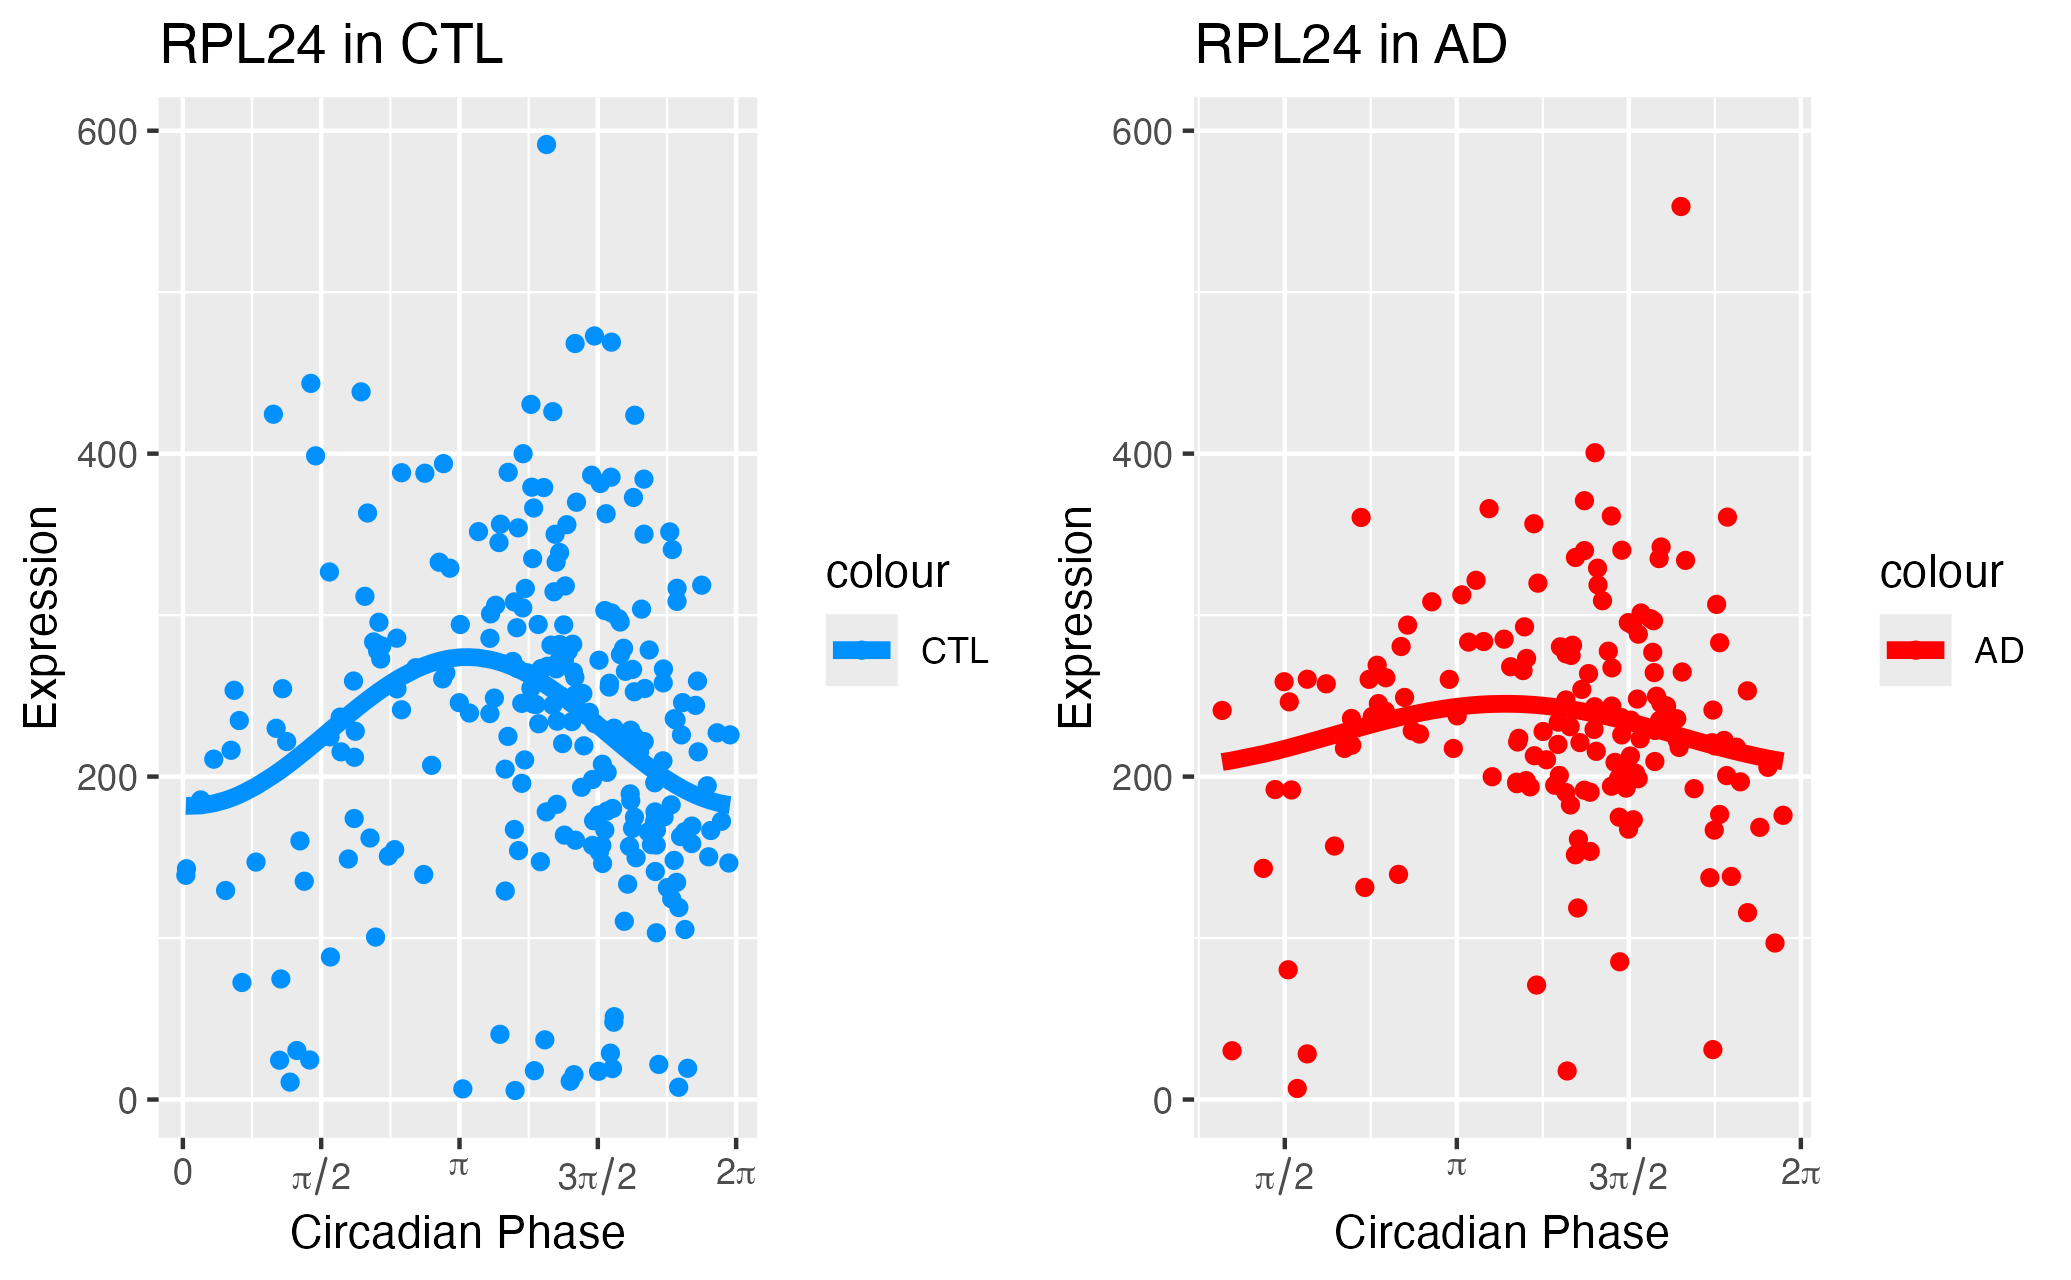 RPL24 in CTL
600
400
200
0
Expression
0 π/2 π 3π/2 2π
Circadian Phase
colour
CTL
RPL24 in AD
600
400
200
0
Expression
π/2 π 3π/2 2π
Circadian Phase
colour
AD